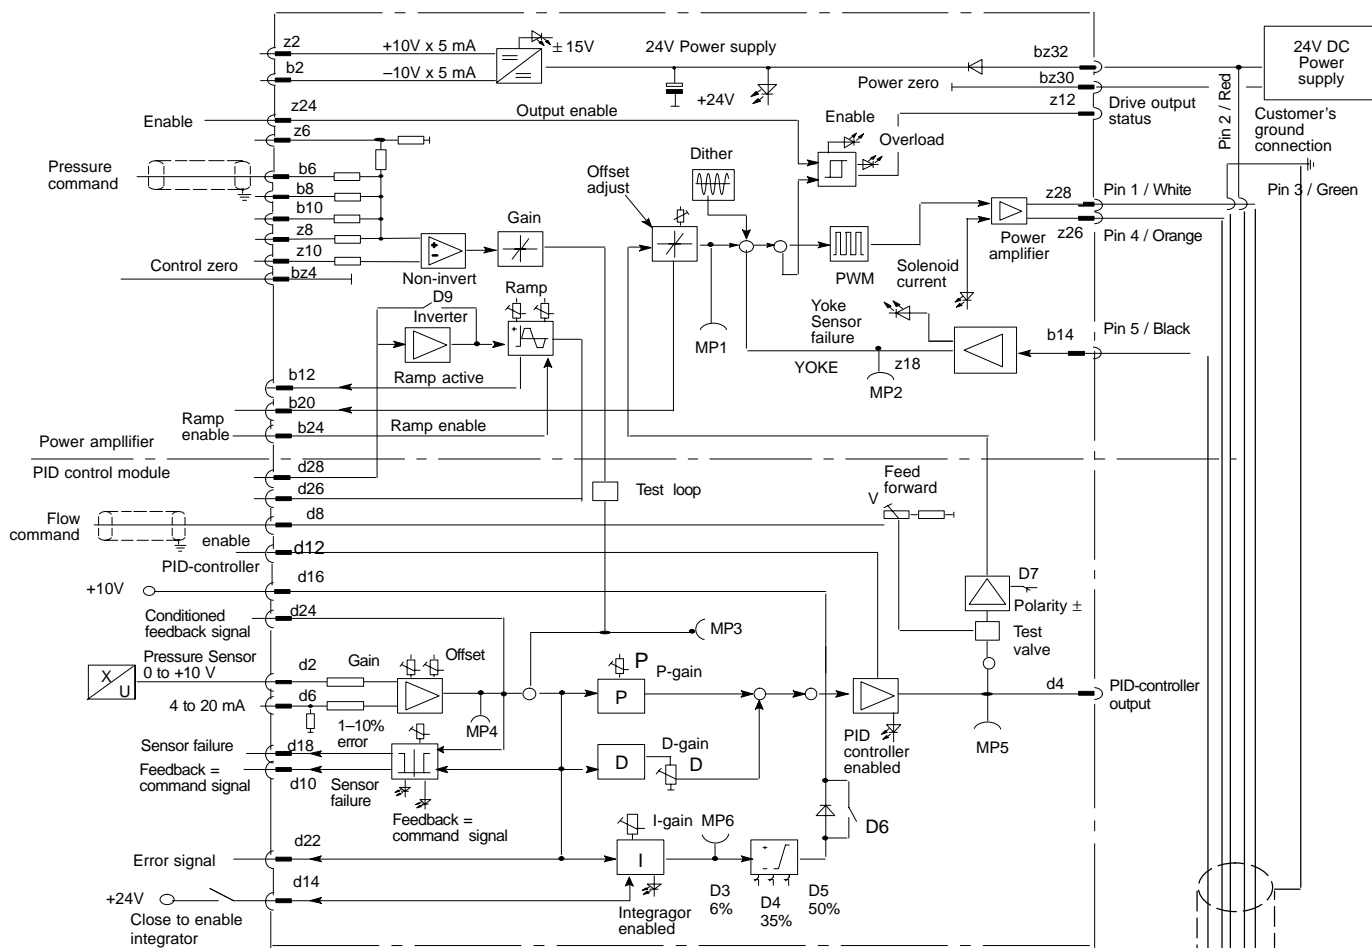 z2
+10V x 5 mA
± 15V
24V Power supply
bz32
24V DC
Power
supply
b2
–10V x 5 mA
Power zero
bz30
+24V
z24
Output enable
Enable
z12
Drive output
status
Pin 2 / Red
Customer's
ground
connection
Enable
z6
Overload
Pressure
command
b6
b8
b10
z8
z10
Offset
adjust
Dither
Gain
z28
Pin 1 / White
Pin 3 / Green
z26
Pin 4 / Orange
Power
amplifier
Control zero
bz4
Non-invert
PWM
Solenoid
current
D9
Inverter
Ramp
Yoke
Sensor
failure
MP1
b14
Pin 5 / Black
YOKE
z18
MP2
b12
Ramp active
b20
Ramp
enable
b24
Ramp enable
Power ampllifier
PID control module
d28
d26
Test loop
Feed
forward
V
Flow
command
d8
enable
d12
PID-controller
d16
+10V
D7
Polarity ±
d24
Conditioned
feedback signal
MP3
Test
valve
Pressure Sensor
0 to +10 V
X
U
d2
Gain
Offset
P
P-gain
P
d4
PID-controller
output
4 to 20 mA
d6
1–10%
error
MP4
MP5
PID
controller
enabled
Sensor failure
d18
Feedback =
command signal
d10
Sensor
failure
Feedback =
command signal
D
D-gain
D
D6
Error signal
d22
I-gain
MP6
I
+24V
d14
Close to enable
integrator
Integragor
enabled
D3
6%
D4
35%
D5
50%